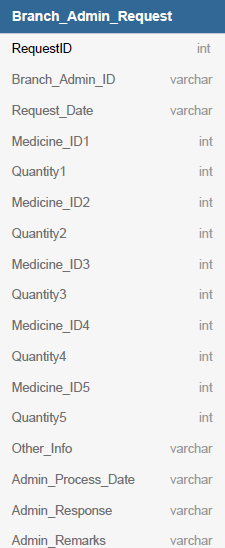 Branch_Admin_Request
RequestID int
Branch_Admin_ID varchar
Request_Date varchar
Medicine_ID1 int
Quantity1 int
Medicine_ID2 int
Quantity2 int
Medicine_ID3 int
Quantity3 int
Medicine_ID4 int
Quantity4 int
Medicine_ID5 int
Quantity5 int
Other_Info varchar
Admin_Process_Date varchar
Admin_Response varchar
Admin_Remarks varchar